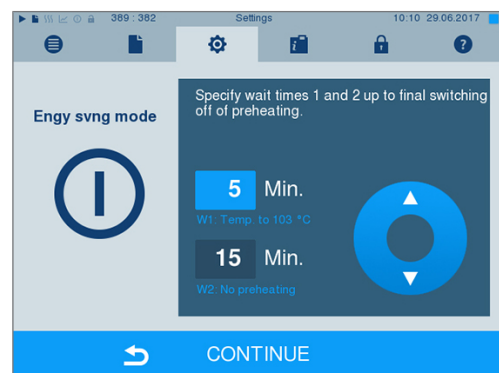 389 : 382
Settings
10:10 29.06.2017
Engy svng mode
Specify wait times 1 and 2 up to final switching
off of preheating.
5 Min.
W1: Temp. to 103 °C
15 Min.
W2: No preheating
CONTINUE